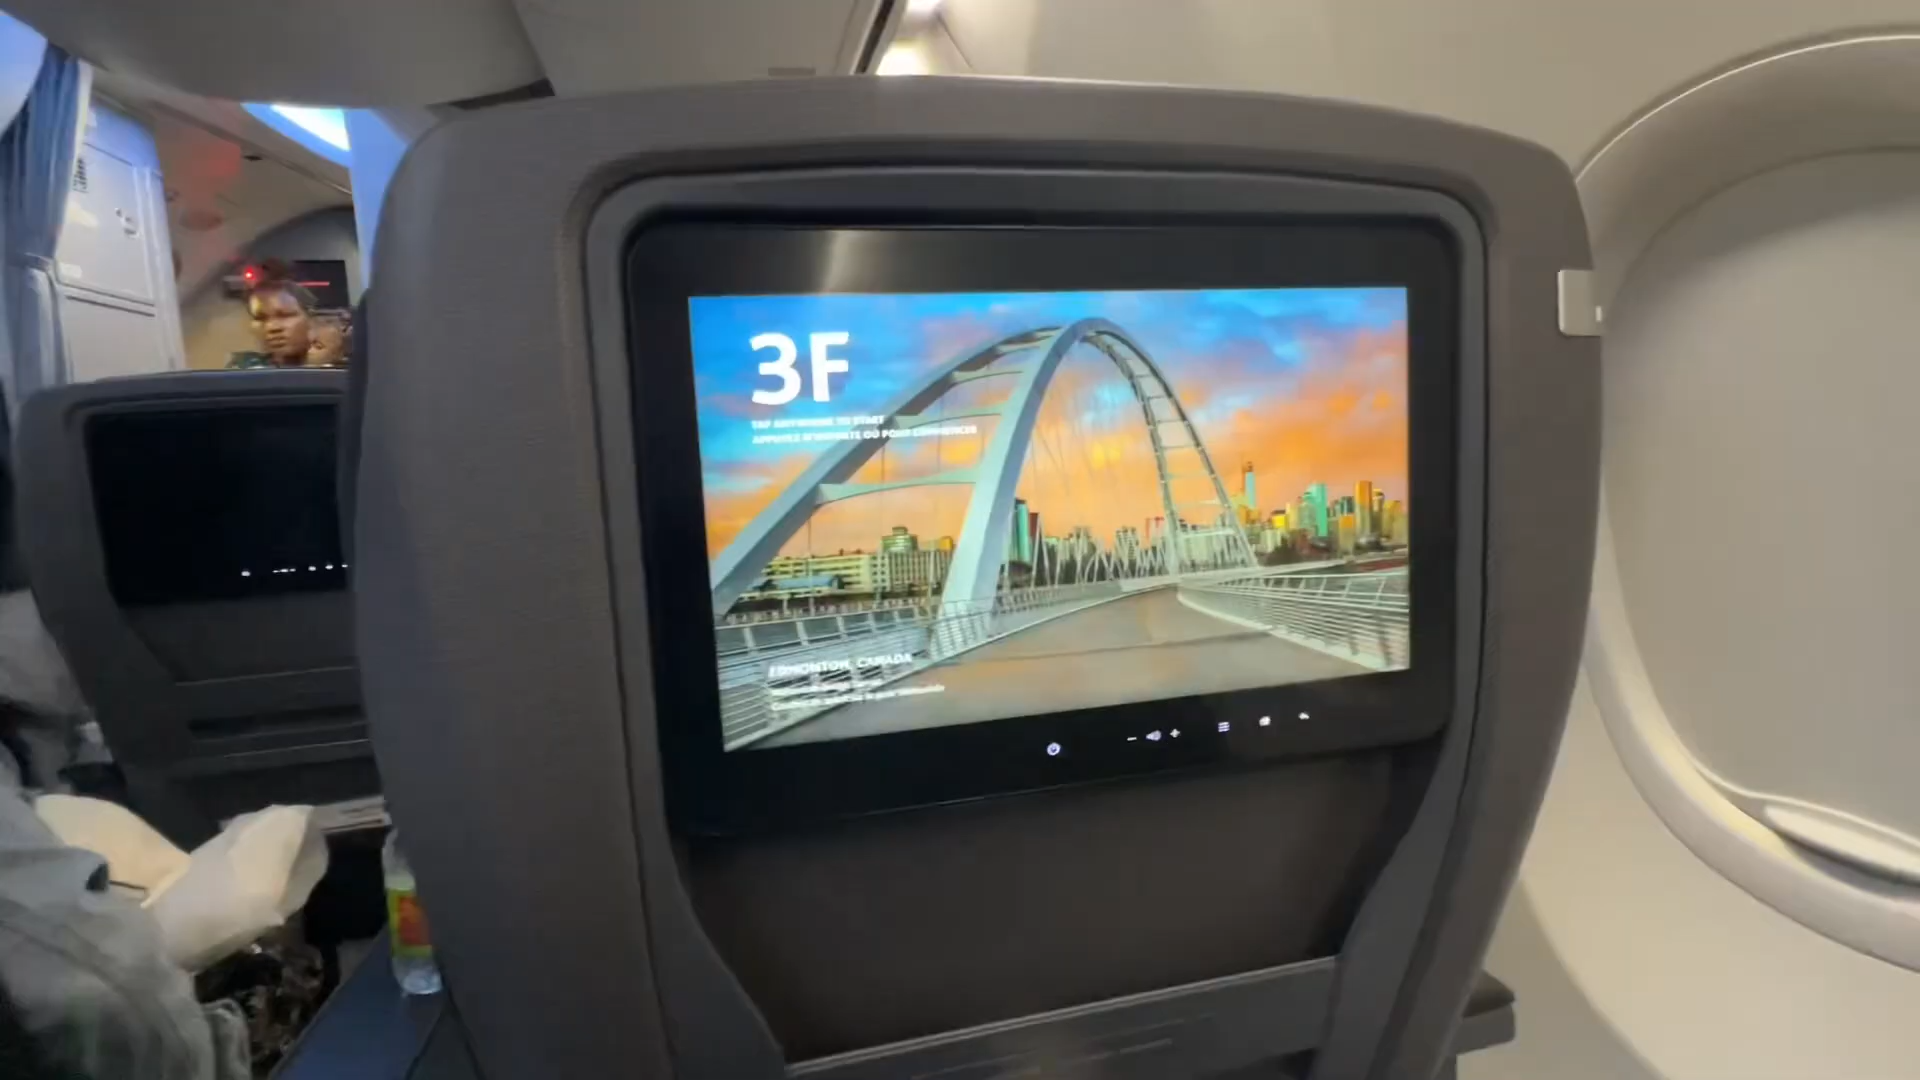 3F
TAP ANYWHERE TO START
APPUYEZ N'IMPORTE OÙ POUR COMMENCER
EDMONTON, CANADA